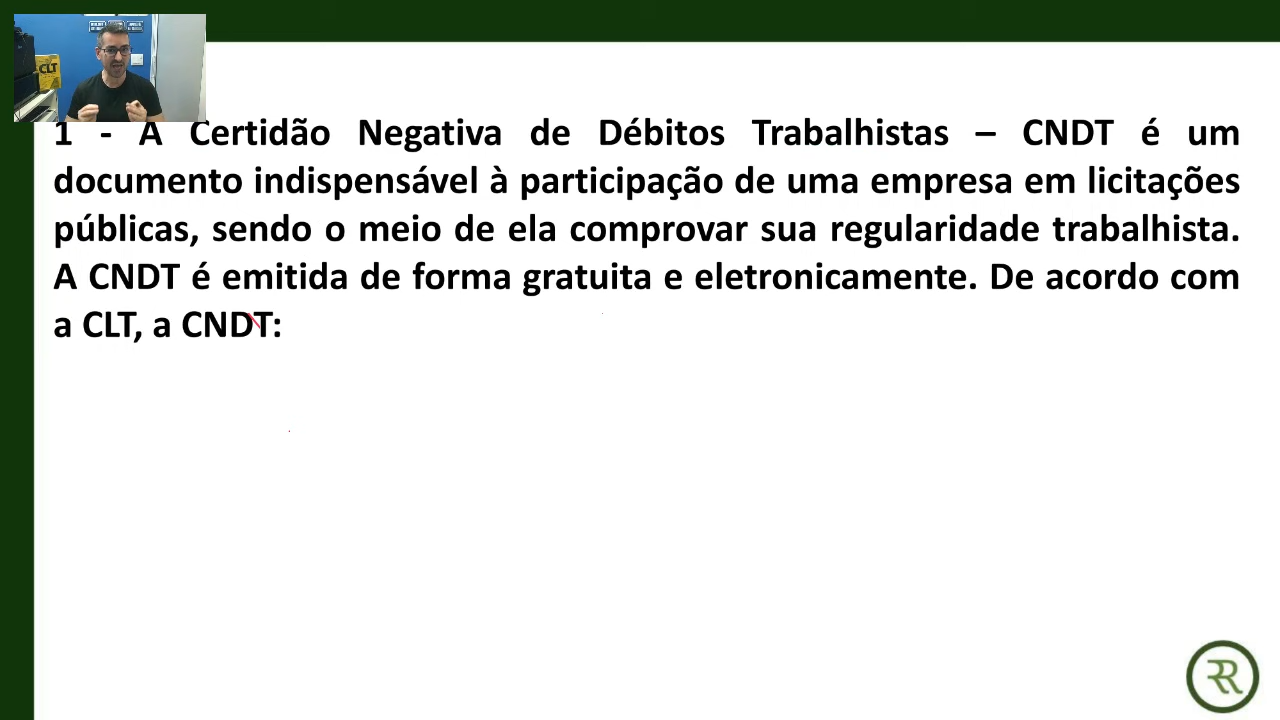 CLT
1 - A Certidão Negativa de Débitos Trabalhistas – CNDT é um
documento indispensável à participação de uma empresa em licitações
públicas, sendo o meio de ela comprovar sua regularidade trabalhista.
A CNDT é emitida de forma gratuita e eletronicamente. De acordo com
a CLT, a CNDT: